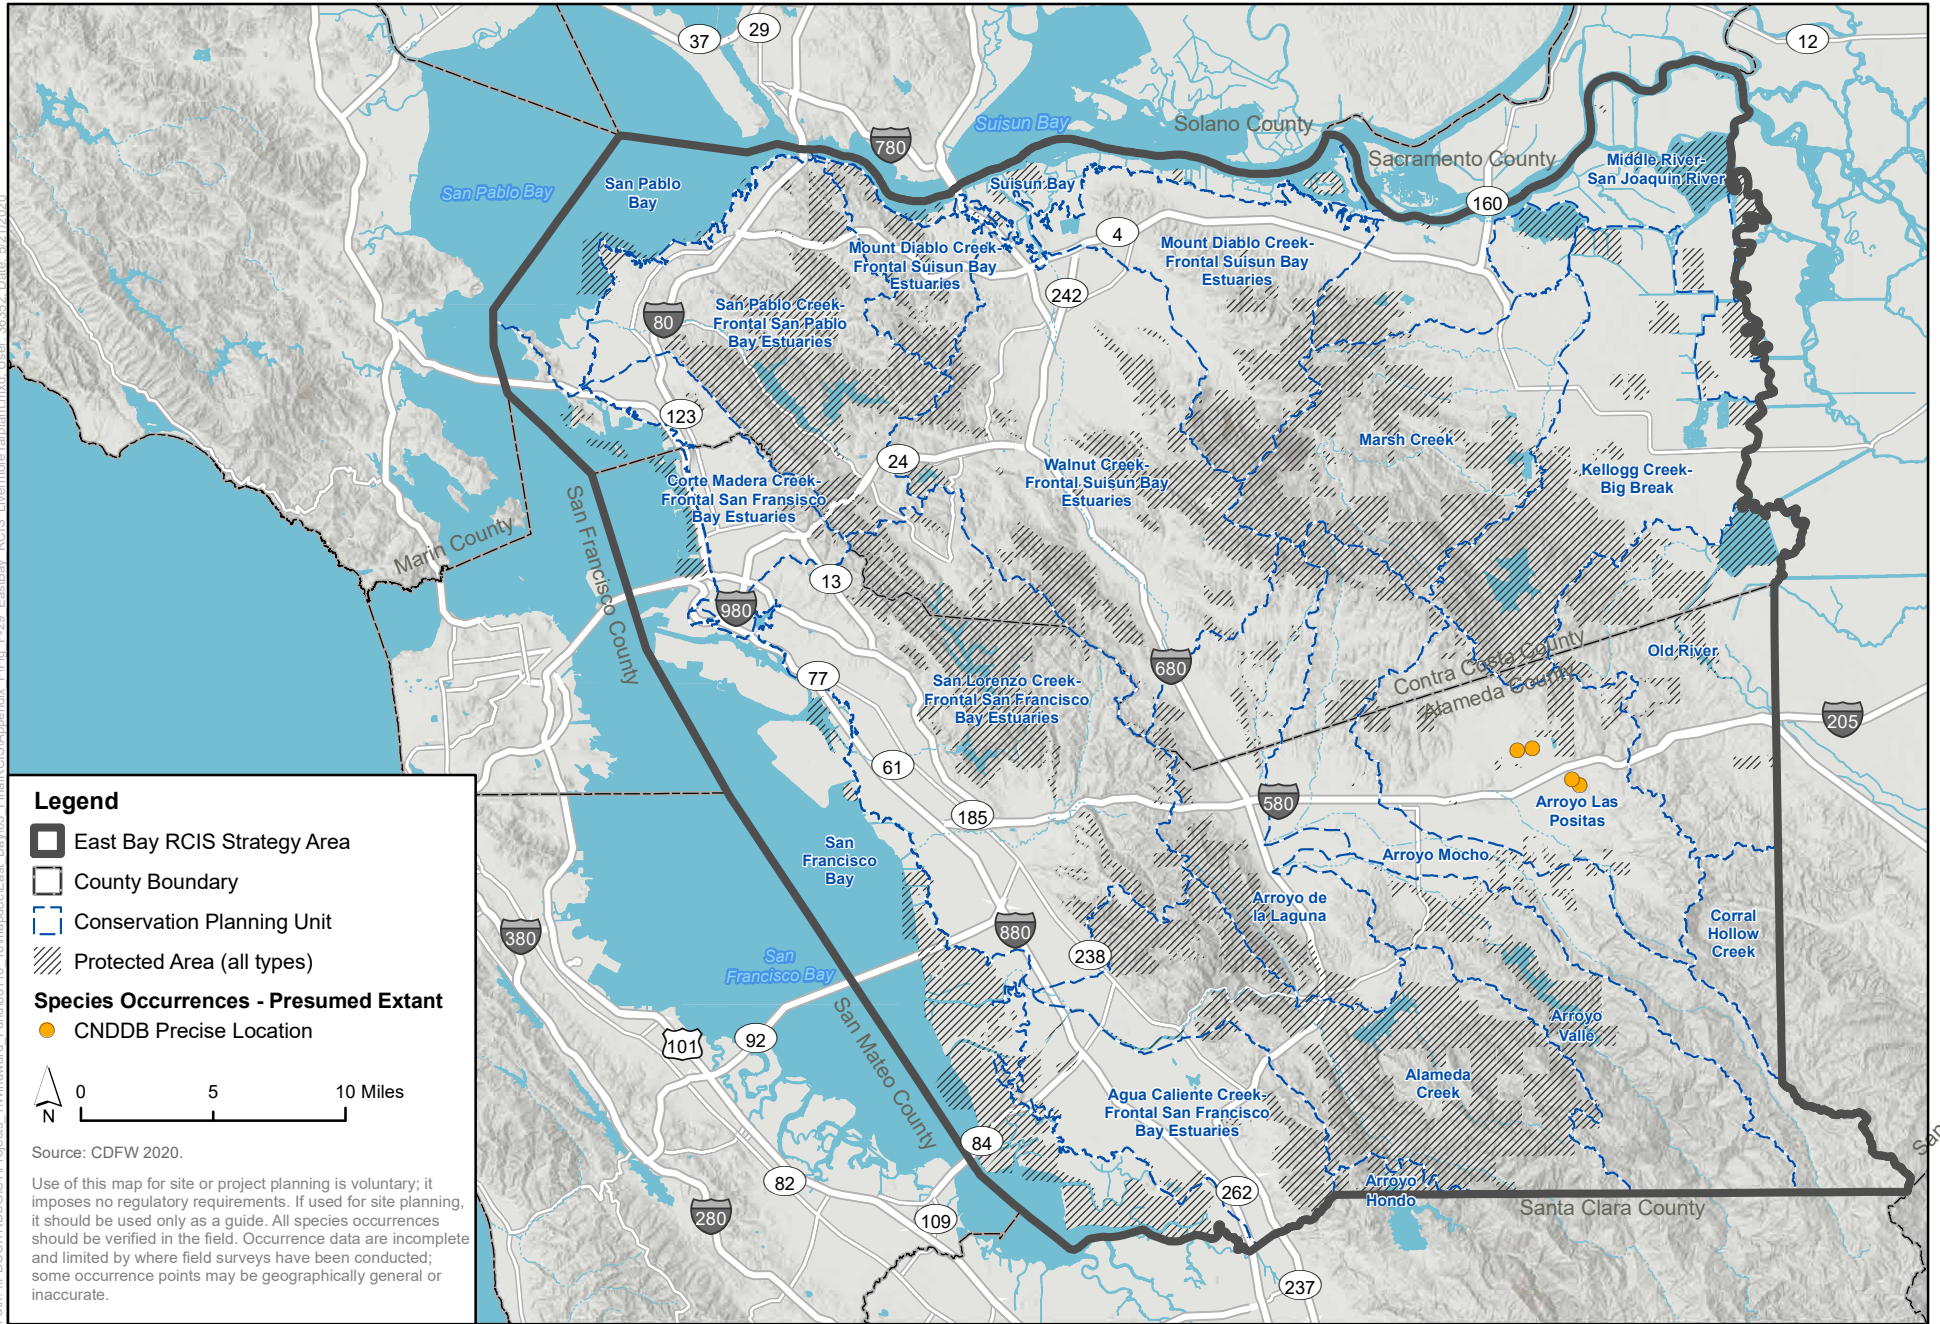 37
29
12
780
Suisun Bay
Solano County
Sacramento County
Middle River-
San Joaquin River
San Pablo Bay
San Pablo
Bay
Suisun Bay
160
4
Mount Diablo Creek-
Frontal Suisun Bay
Estuaries
Mount Diablo Creek-
Frontal Suisun Bay
Estuaries
242
San Pablo Creek-
Frontal San Pablo
Bay Estuaries
80
123
24
Marsh Creek
Walnut Creek-
Frontal Suisun Bay
Estuaries
Kellogg Creek-
Big Break
Corte Madera Creek-
Frontal San Fransisco
Bay Estuaries
Marin County
San Francisco County
13
980
680
Contra Costa County
Alameda County
Old River
77
San Lorenzo Creek-
Frontal San Francisco
Bay Estuaries
205
61
580
185
Arroyo Las
Positas
San
Francisco
Bay
Arroyo Mocho
Arroyo de
la Laguna
Corral
Hollow
Creek
380
880
238
San
Francisco Bay
San Mateo County
Arroyo
Valle
101
92
Alameda
Creek
Agua Caliente Creek-
Frontal San Francisco
Bay Estuaries
84
82
262
Arroyo
Hondo
Santa Clara County
280
109
237
Legend
East Bay RCIS Strategy Area
County Boundary
Conservation Planning Unit
Protected Area (all types)
Species Occurrences - Presumed Extant
CNDDB Precise Location
N
0 5 10 Miles
Source: CDFW 2020.
Use of this map for site or project planning is voluntary; it
imposes no regulatory requirements. If used for site planning,
it should be used only as a guide. All species occurrences
should be verified in the field. Occurrence data are incomplete
and limited by where field surveys have been conducted;
some occurrence points may be geographically general or
inaccurate.